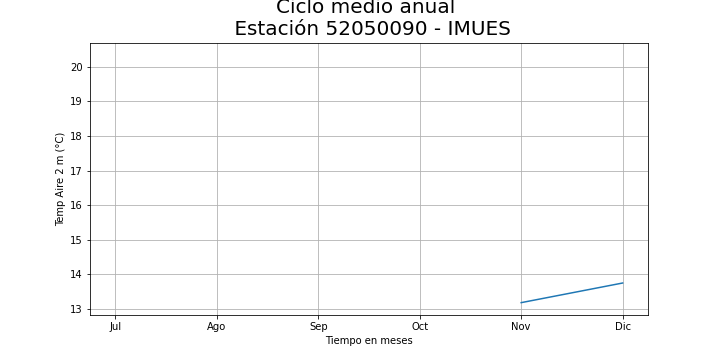 Ciclo medio anual
Estación 52050090 - IMUES
Temp Aire 2 m (°C)
20
19
18
17
16
15
14
13
Jul Ago Sep Oct Nov Dic
Tiempo en meses